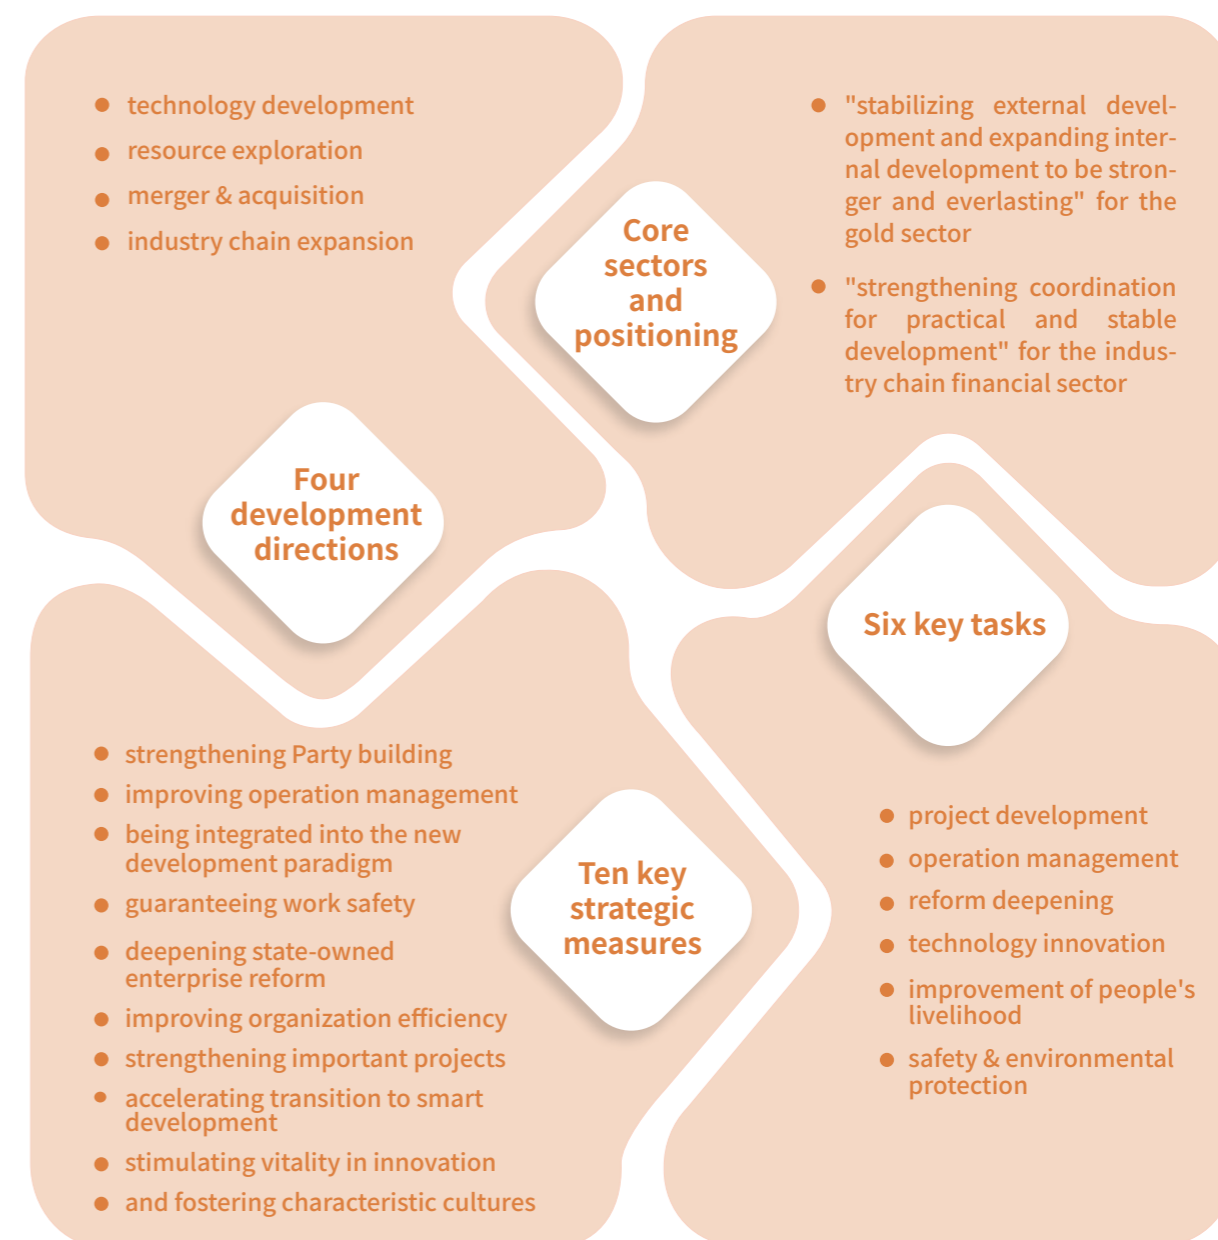 technology development
resource exploration
merger & acquisition
industry chain expansion
Four
development
directions
Core
sectors
and
positioning
"stabilizing external devel-
opment and expanding inter-
nal development to be stron-
ger and everlasting" for the
gold sector
"strengthening coordination
for practical and stable
development" for the indus-
try chain financial sector
strengthening Party building
improving operation management
being integrated into the new
development paradigm
guaranteeing work safety
deepening state-owned
enterprise reform
improving organization efficiency
strengthening important projects
accelerating transition to smart
development
stimulating vitality in innovation
and fostering characteristic cultures
Ten key
strategic
measures
Six key tasks
project development
operation management
reform deepening
technology innovation
improvement of people's
livelihood
safety & environmental
protection